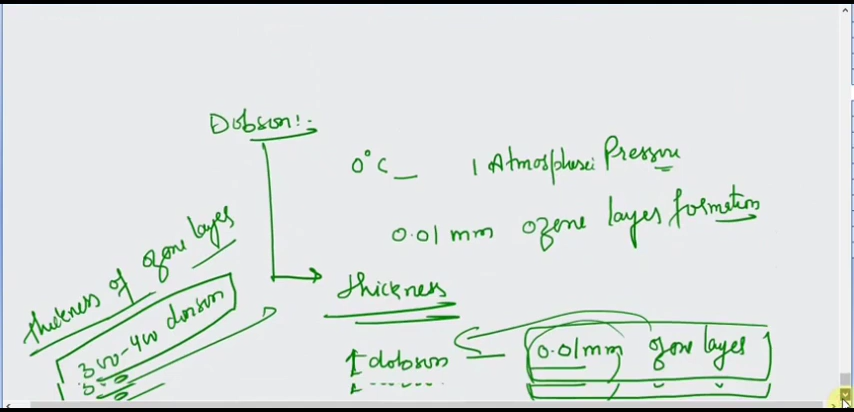 Dobson:-
0°C 1 Atmospheric Pressure
0.01 mm ozone layer formation
thickness of ozone layer
thickness
300-400 dobson
1 dobson = 0.01mm ozone layer